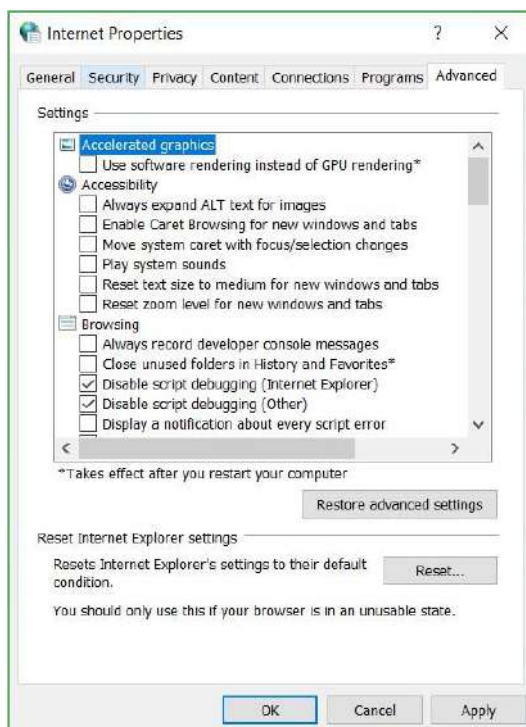 Internet Properties
? X
General Security Privacy Content Connections Programs Advanced
Settings
Accelerated graphics
Use software rendering instead of GPU rendering*
Accessibility
Always expand ALT text for images
Enable Caret Browsing for new windows and tabs
Move system caret with focus/selection changes
Play system sounds
Reset text size to medium for new windows and tabs
Reset zoom level for new windows and tabs
Browsing
Always record developer console messages
Close unused folders in History and Favorites*
Disable script debugging (Internet Explorer)
Disable script debugging (Other)
Display a notification about every script error
*Takes effect after you restart your computer
Restore advanced settings
Reset Internet Explorer settings
Resets Internet Explorer's settings to their default
condition.
Reset...
You should only use this if your browser is in an unusable state.
OK Cancel Apply